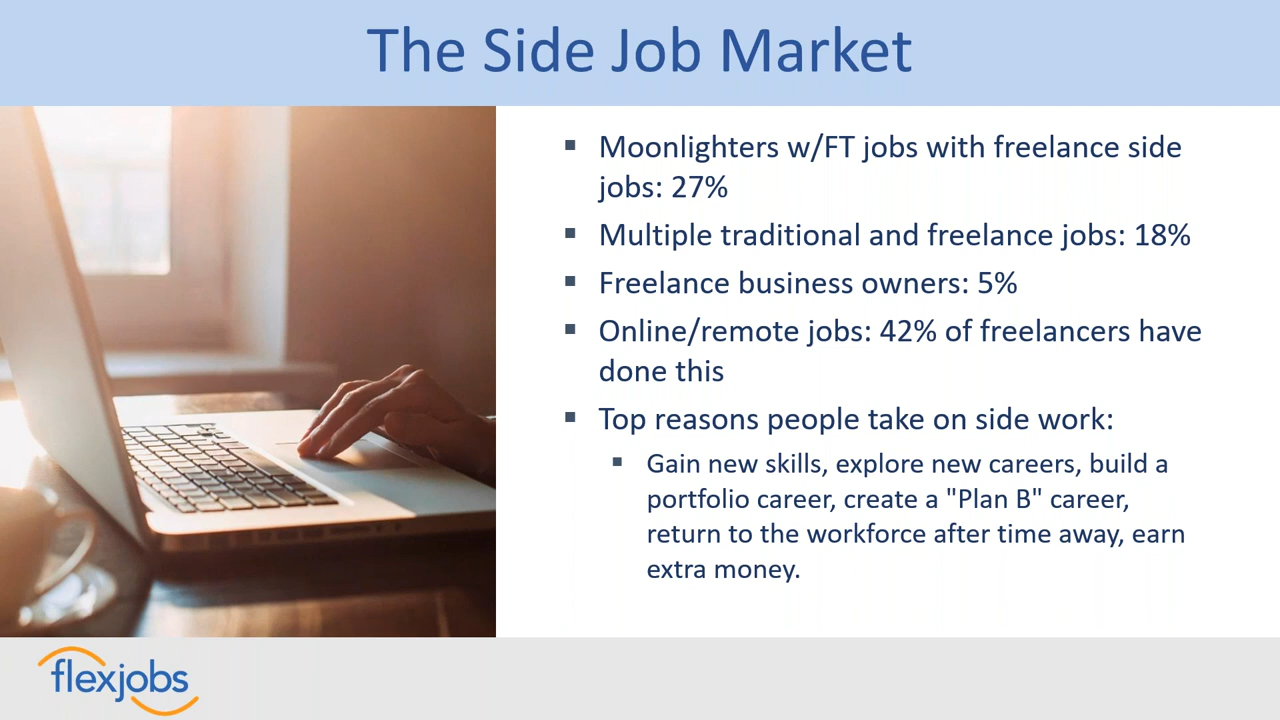 The Side Job Market
▪ Moonlighters w/FT jobs with freelance side
jobs: 27%
▪ Multiple traditional and freelance jobs: 18%
▪ Freelance business owners: 5%
▪ Online/remote jobs: 42% of freelancers have
done this
▪ Top reasons people take on side work:
▪ Gain new skills, explore new careers, build a
portfolio career, create a "Plan B" career,
return to the workforce after time away, earn
extra money.
flexjobs